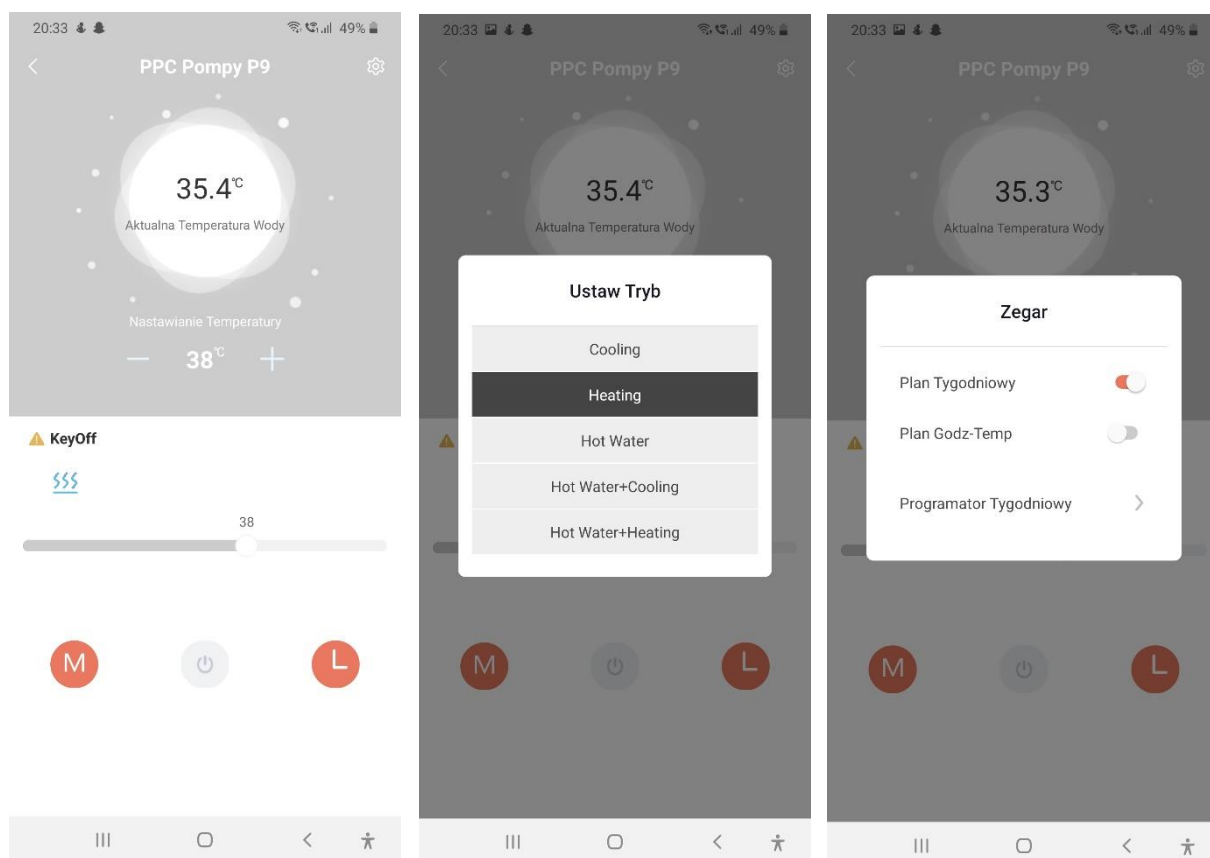 20:33 49%
PPC Pompy P9
35.4°C
Aktualna Temperatura Wody
Nastawianie Temperatury
— 38°C +
KeyOff
38
M
L
20:33 49%
PPC Pompy P9
35.4°C
Aktualna Temperatura Wody
Ustaw Tryb
Cooling
Heating
Hot Water
Hot Water+Cooling
Hot Water+Heating
M
L
20:33 49%
PPC Pompy P9
35.3°C
Aktualna Temperatura Wody
Zegar
Plan Tygodniowy
Plan Godz-Temp
Programator Tygodniowy
M
L